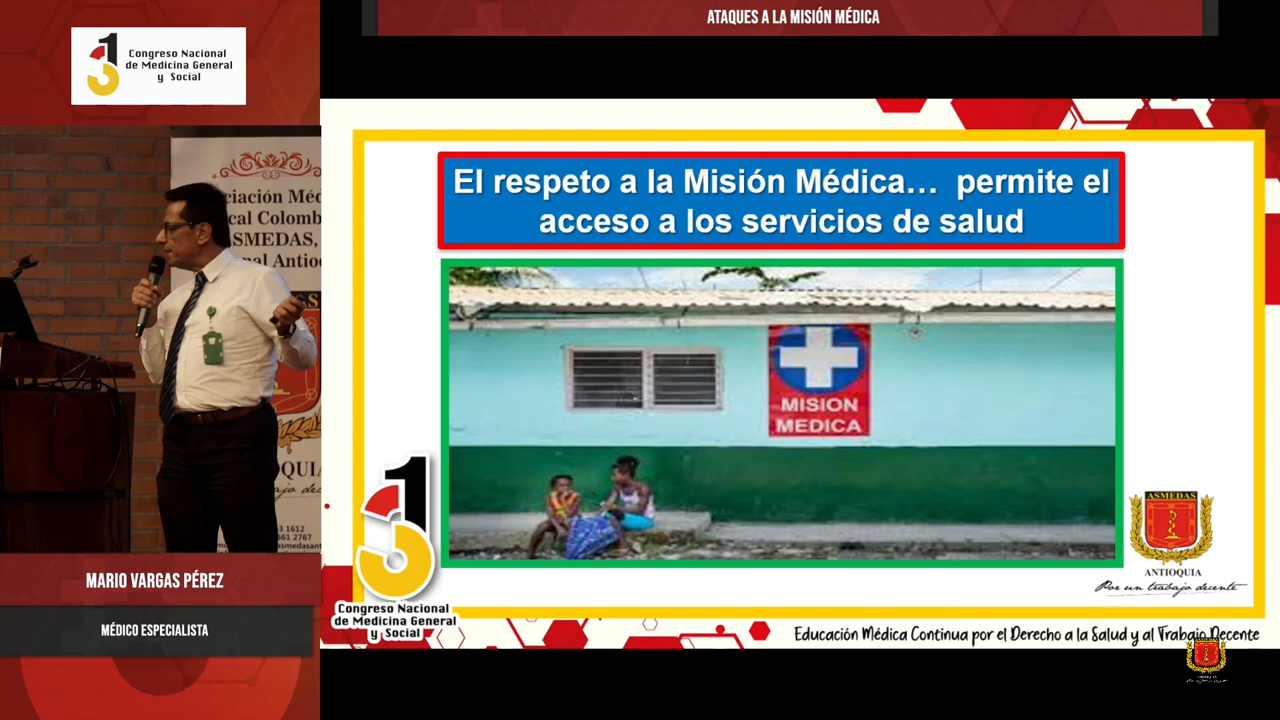 ATAQUES A LA MISIÓN MÉDICA
31
Congreso Nacional
de Medicina General
y Social
El respeto a la Misión Médica… permite el
acceso a los servicios de salud
MISION
MEDICA
MARIO VARGAS PÉREZ
MÉDICO ESPECIALISTA
31
Congreso Nacional
de Medicina General
y Social
ASMEDAS
ANTIOQUIA
Por un trabajo decente
Educación Médica Continua por el Derecho a la Salud y al Trabajo Decente